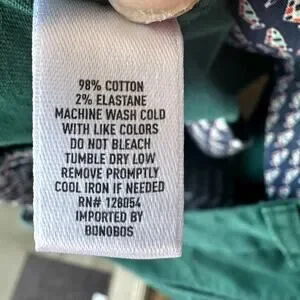 98% COTTON
2% ELASTANE
MACHINE WASH COLD
WITH LIKE COLORS
DO NOT BLEACH
TUMBLE DRY LOW
REMOVE PROMPTLY
COOL IRON IF NEEDED
RN# 128054
IMPORTED BY
BONOBOS